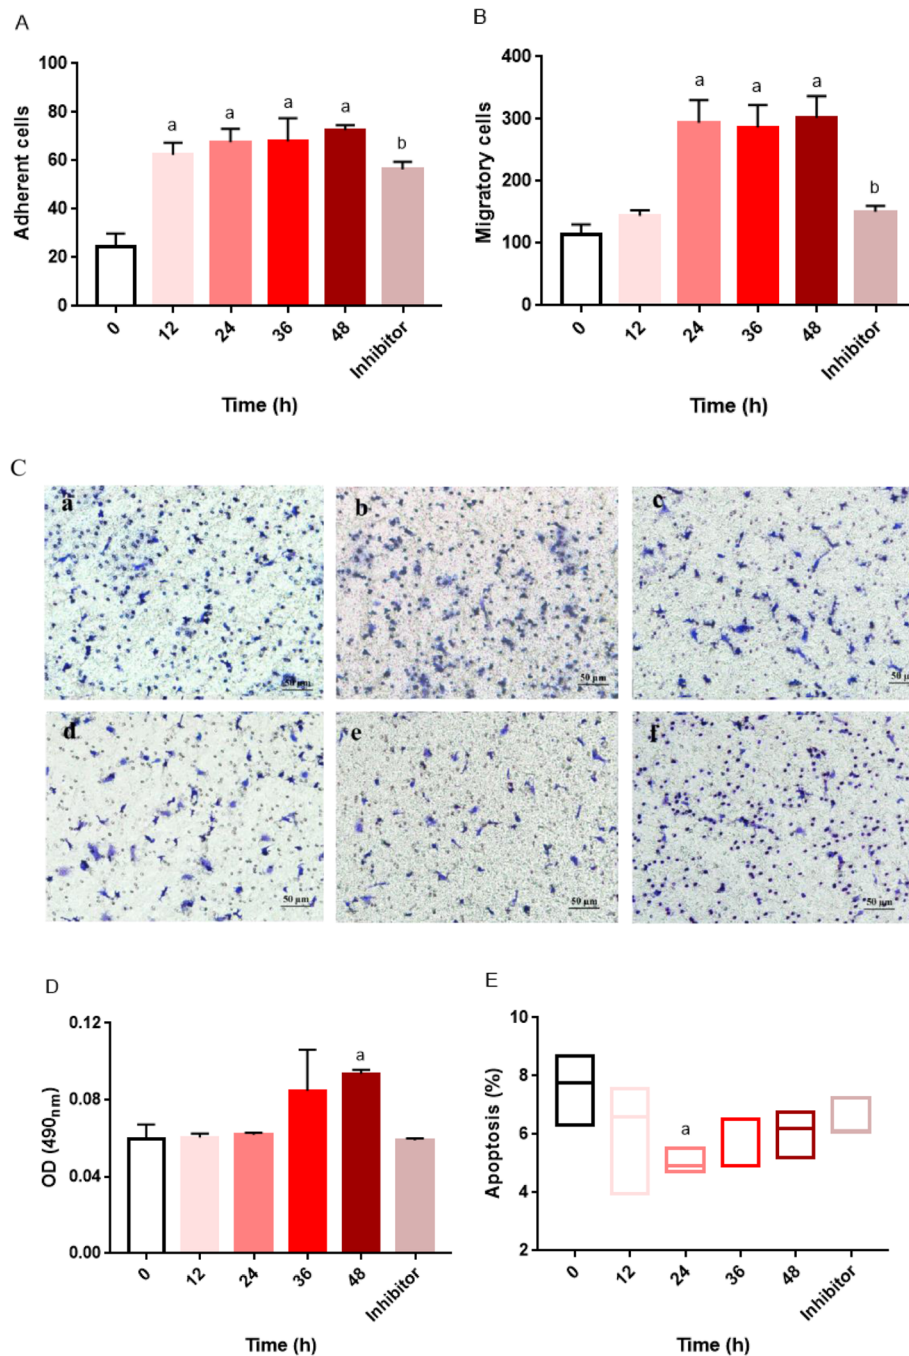 A
Adherent cells
100
80
60
40
20
0
a
a
a
a
b
0
12
24
36
48
Inhibitor
Time (h)
B
Migratory cells
400
300
200
100
0
a
a
a
b
0
12
24
36
48
Inhibitor
Time (h)
C
a
50 µm
b
50 µm
c
50 µ
d
50 µm
e
50 µm
f
50 µm
D
OD (490nm)
0.12
0.08
0.04
0.00
a
0
12
24
36
48
Inhibitor
Time (h)
E
Apoptosis (%)
10
8
6
4
2
a
0
12
24
36
48
Inhibitor
Time (h)